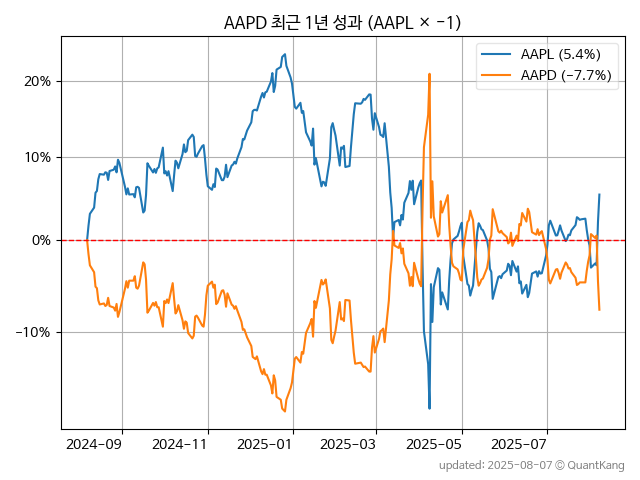 AAPD 최근 1년 성과 (AAPL × −1)
AAPL (5.4%)
AAPD (−7.7%)
20%
10%
0%
−10%
2024-09 2024-11 2025-01 2025-03 2025-05 2025-07
updated: 2025-08-07 © QuantKang